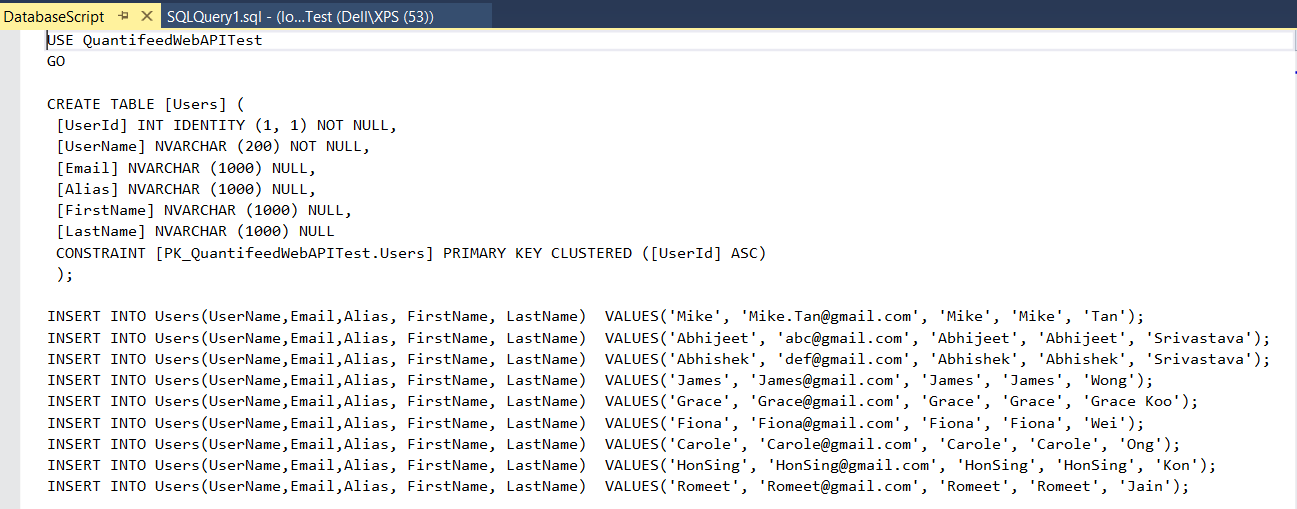 DatabaseScript SQLQuery1.sql - (lo...Test (Dell\XPS (53))
USE QuantifeedWebAPITest
GO
CREATE TABLE [Users] (
[UserId] INT IDENTITY (1, 1) NOT NULL,
[UserName] NVARCHAR (200) NOT NULL,
[Email] NVARCHAR (1000) NULL,
[Alias] NVARCHAR (1000) NULL,
[FirstName] NVARCHAR (1000) NULL,
[LastName] NVARCHAR (1000) NULL
CONSTRAINT [PK_QuantifeedWebAPITest.Users] PRIMARY KEY CLUSTERED ([UserId] ASC)
);
INSERT INTO Users(UserName,Email,Alias, FirstName, LastName)  VALUES('Mike', 'Mike.Tan@gmail.com', 'Mike', 'Mike', 'Tan');
INSERT INTO Users(UserName,Email,Alias, FirstName, LastName)  VALUES('Abhijeet', 'abc@gmail.com', 'Abhijeet', 'Abhijeet', 'Srivastava');
INSERT INTO Users(UserName,Email,Alias, FirstName, LastName)  VALUES('Abhishek', 'def@gmail.com', 'Abhishek', 'Abhishek', 'Srivastava');
INSERT INTO Users(UserName,Email,Alias, FirstName, LastName)  VALUES('James', 'James@gmail.com', 'James', 'James', 'Wong');
INSERT INTO Users(UserName,Email,Alias, FirstName, LastName)  VALUES('Grace', 'Grace@gmail.com', 'Grace', 'Grace', 'Grace Koo');
INSERT INTO Users(UserName,Email,Alias, FirstName, LastName)  VALUES('Fiona', 'Fiona@gmail.com', 'Fiona', 'Fiona', 'Wei');
INSERT INTO Users(UserName,Email,Alias, FirstName, LastName)  VALUES('Carole', 'Carole@gmail.com', 'Carole', 'Carole', 'Ong');
INSERT INTO Users(UserName,Email,Alias, FirstName, LastName)  VALUES('HonSing', 'HonSing@gmail.com', 'HonSing', 'HonSing', 'Kon');
INSERT INTO Users(UserName,Email,Alias, FirstName, LastName)  VALUES('Romeet', 'Romeet@gmail.com', 'Romeet', 'Romeet', 'Jain');